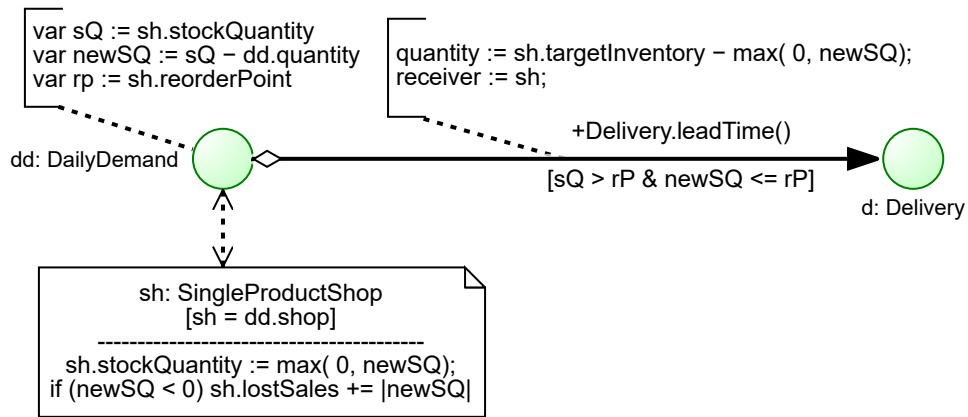 var sQ := sh.stockQuantity
var newSQ := sQ − dd.quantity
var rp := sh.reorderPoint
quantity := sh.targetInventory − max( 0, newSQ);
receiver := sh;
+Delivery.leadTime()
dd: DailyDemand
[sQ > rP & newSQ <= rP]
d: Delivery
sh: SingleProductShop
[sh = dd.shop]
-----------------------------------------
sh.stockQuantity := max( 0, newSQ);
if (newSQ < 0) sh.lostSales += |newSQ|